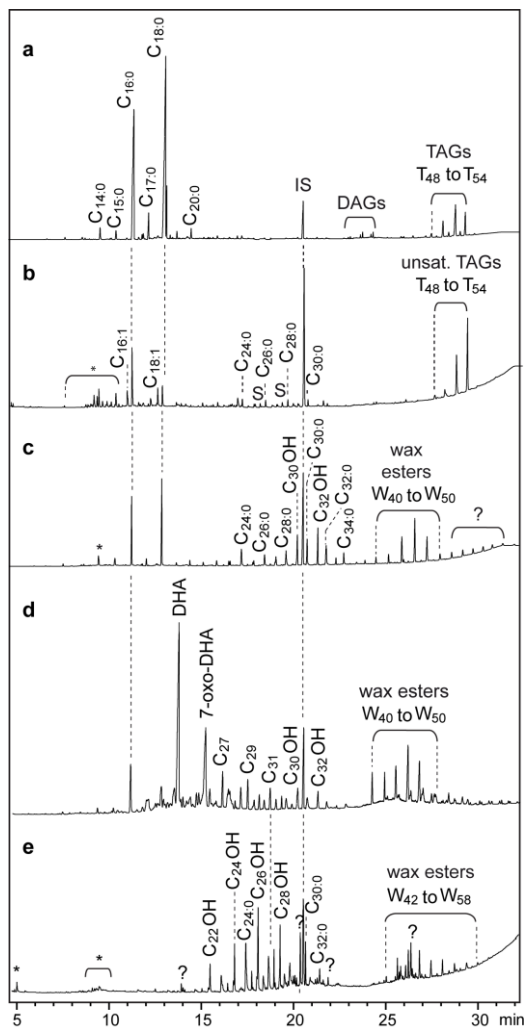 a
C14:0
C15:0
C16:0
C17:0
C18:0
C20:0
IS
DAGs
TAGs
T48 to T54
b
*
C16:1
C18:1
C24:0
S
C26:0
S
C28:0
C30:0
unsat. TAGs
T48 to T54
c
*
C24:0
C26:0
C28:0
C30OH
C30:0
C32OH
C32:0
C34:0
wax
esters
W40 to W50
?
d
DHA
7-oxo-DHA
C27
C29
C31
C30OH
C32OH
wax esters
W40 to W50
e
*
*
?
C22OH
C24OH
C24:0
C26OH
C28OH
?
C30:0
C32:0
?
wax esters
W42 to W58
?
5 10 15 20 25 30 min